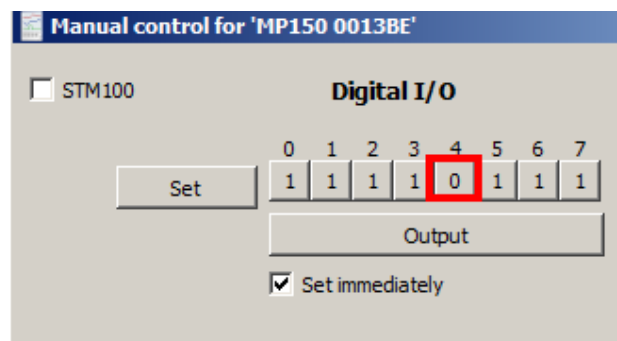 Manual control for 'MP150 0013BE'
STM100
Digital I/O
0 1 2 3 4 5 6 7
Set 1 1 1 1 0 1 1 1
Output
Set immediately